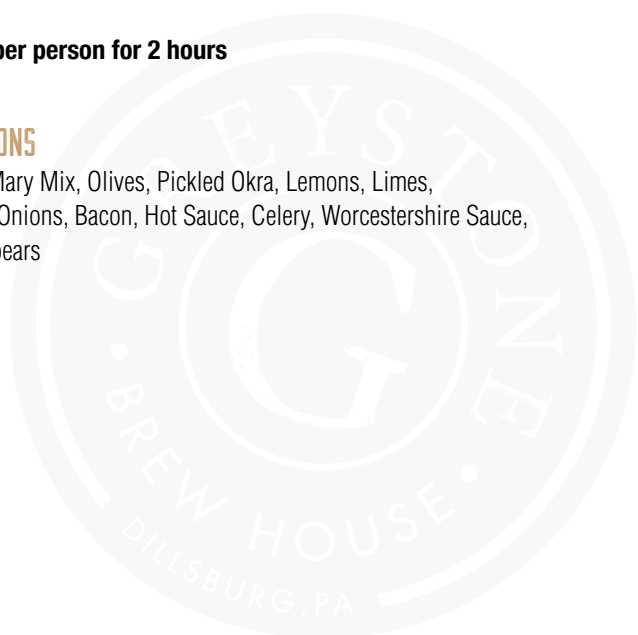 per person for 2 hours
ONS
Mary Mix, Olives, Pickled Okra, Lemons, Limes,
Onions, Bacon, Hot Sauce, Celery, Worcestershire Sauce,
pears
GREYSTONE
BREW HOUSE
DILLSBURG, PA
G